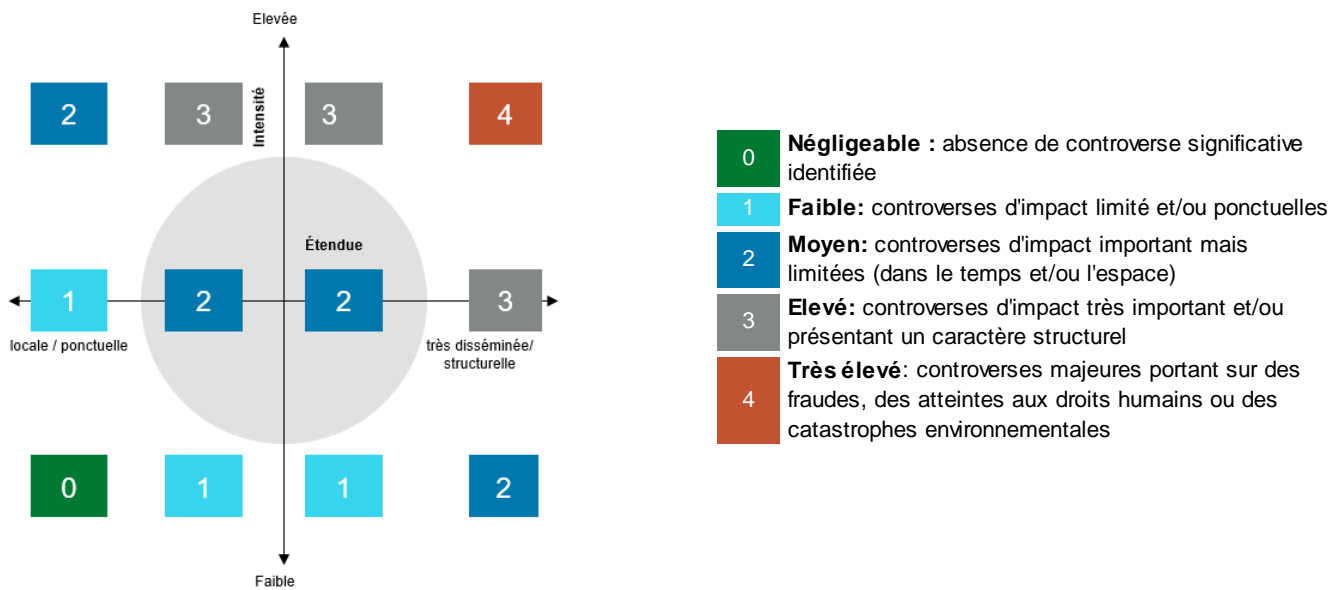 Elevée
2
3
3
4
Intensité
Étendue
1
2
2
3
locale / ponctuelle
très disséminée/
structurelle
0
1
1
2
Faible
0
Négligeable : absence de controverse significative
identifiée
1
Faible: controverses d'impact limité et/ou ponctuelles
2
Moyen: controverses d'impact important mais
limitées (dans le temps et/ou l'espace)
3
Elevé: controverses d'impact très important et/ou
présentant un caractère structurel
4
Très élevé: controverses majeures portant sur des
fraudes, des atteintes aux droits humains ou des
catastrophes environnementales